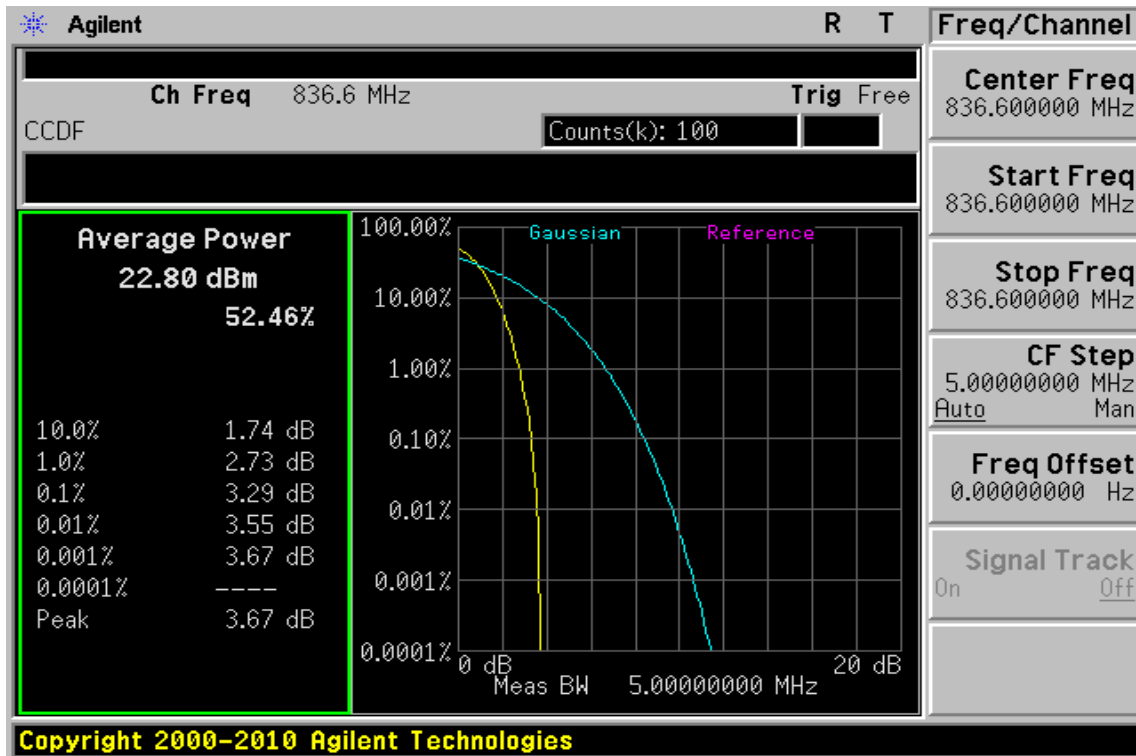 Agilent R T Freq/Channel
Ch Freq 836.6 MHz Trig Free
CCDF Counts(k): 100
Average Power
22.80 dBm
52.46%
10.0% 1.74 dB
1.0% 2.73 dB
0.1% 3.29 dB
0.01% 3.55 dB
0.001% 3.67 dB
0.0001% ----
Peak 3.67 dB
Gaussian Reference
100.00%
10.00%
1.00%
0.10%
0.01%
0.001%
0.0001%
0 dB 20 dB
Meas BW 5.00000000 MHz
Center Freq
836.600000 MHz
Start Freq
836.600000 MHz
Stop Freq
836.600000 MHz
CF Step
5.00000000 MHz
Auto Man
Freq Offset
0.00000000 Hz
Signal Track
On Off
Copyright 2000-2010 Agilent Technologies